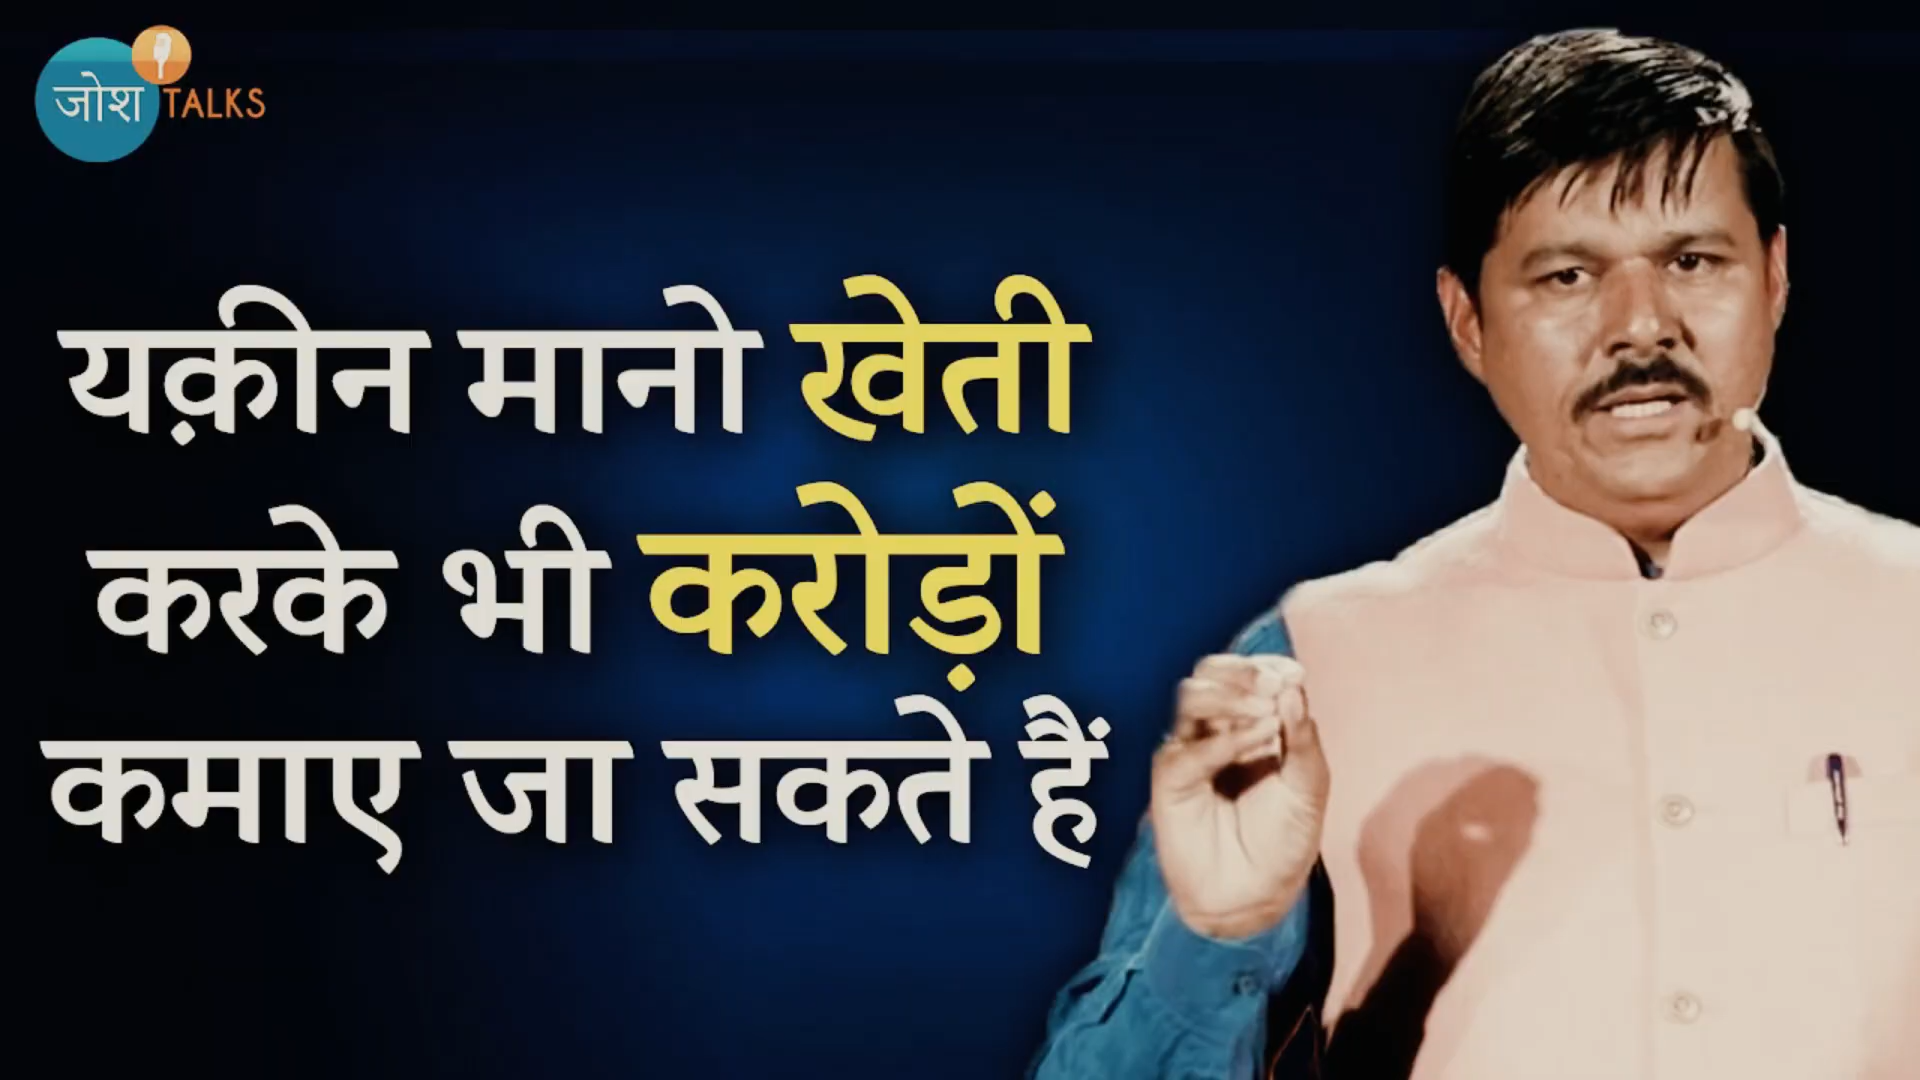 जोश TALKS
यक़ीन मानो खेती
करके भी करोड़ों
कमाए जा सकते हैं